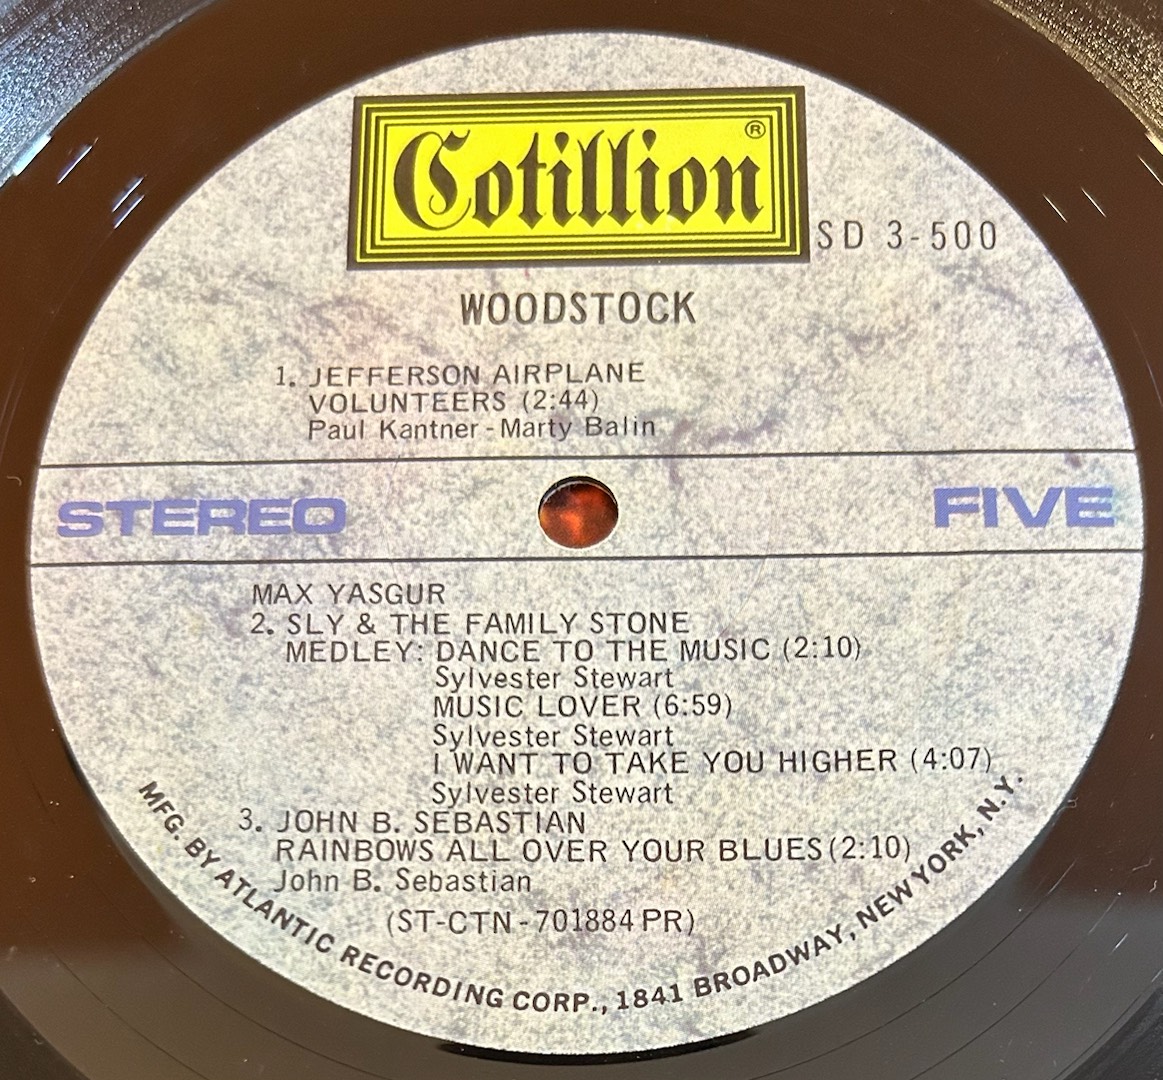 Cotillion ®
SD 3-500
WOODSTOCK
1. JEFFERSON AIRPLANE
VOLUNTEERS (2:44)
Paul Kantner - Marty Balin
STEREO
FIVE
MAX YASGUR
2. SLY & THE FAMILY STONE
MEDLEY: DANCE TO THE MUSIC (2:10)
Sylvester Stewart
MUSIC LOVER (6:59)
Sylvester Stewart
I WANT TO TAKE YOU HIGHER (4:07)
Sylvester Stewart
3. JOHN B. SEBASTIAN
RAINBOWS ALL OVER YOUR BLUES (2:10)
John B. Sebastian
(ST-CTN-701884 PR)
MFG. BY ATLANTIC RECORDING CORP., 1841 BROADWAY, NEW YORK, N.Y.